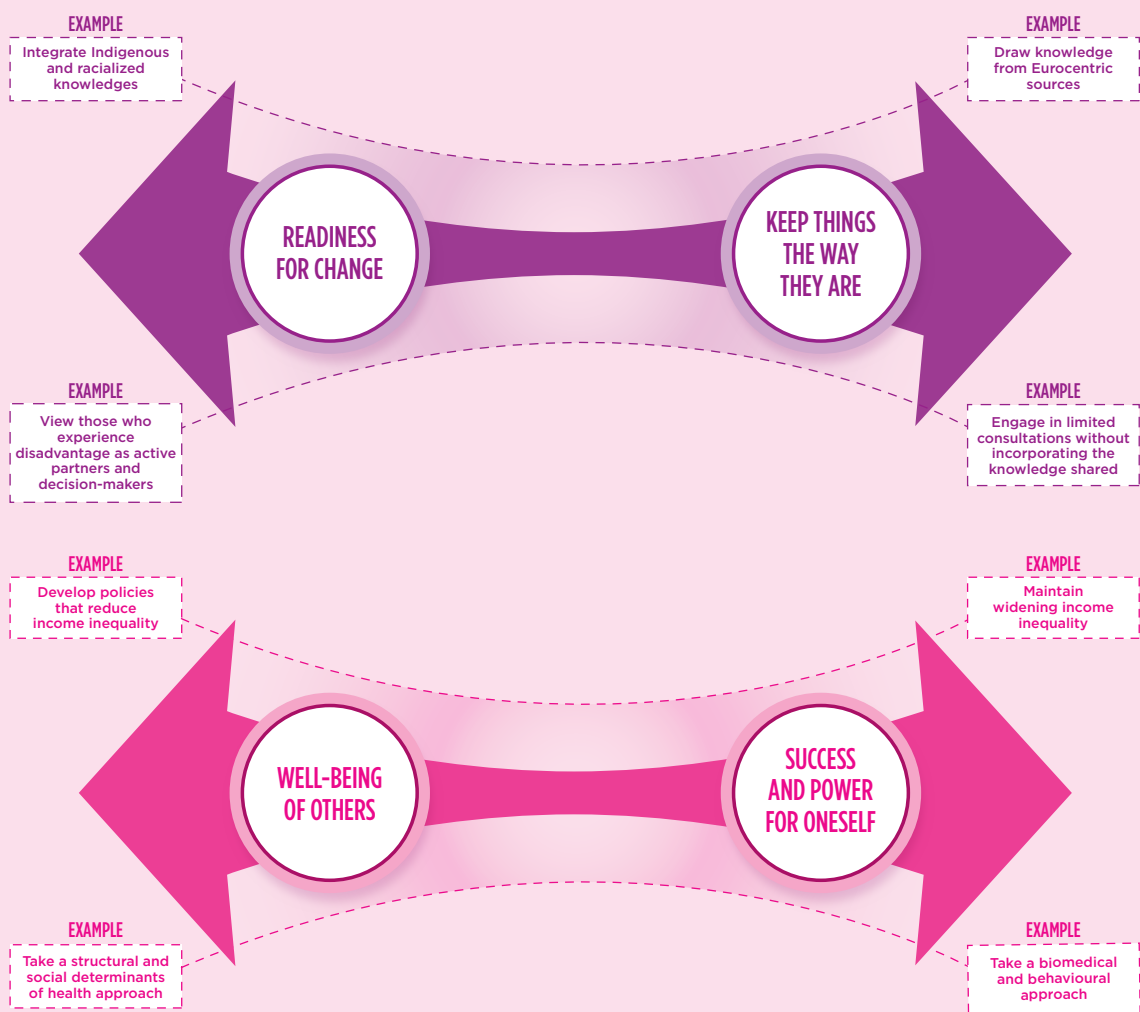 EXAMPLE
Integrate Indigenous
and racialized
knowledges
EXAMPLE
Draw knowledge
from Eurocentric
sources
READINESS
FOR CHANGE
KEEP THINGS
THE WAY
THEY ARE
EXAMPLE
View those who
experience
disadvantage as active
partners and
decision-makers
EXAMPLE
Engage in limited
consultations without
incorporating the
knowledge shared
EXAMPLE
Develop policies
that reduce
income inequality
EXAMPLE
Maintain
widening income
inequality
WELL-BEING
OF OTHERS
SUCCESS
AND POWER
FOR ONESELF
EXAMPLE
Take a structural and
social determinants
of health approach
EXAMPLE
Take a biomedical
and behavioural
approach